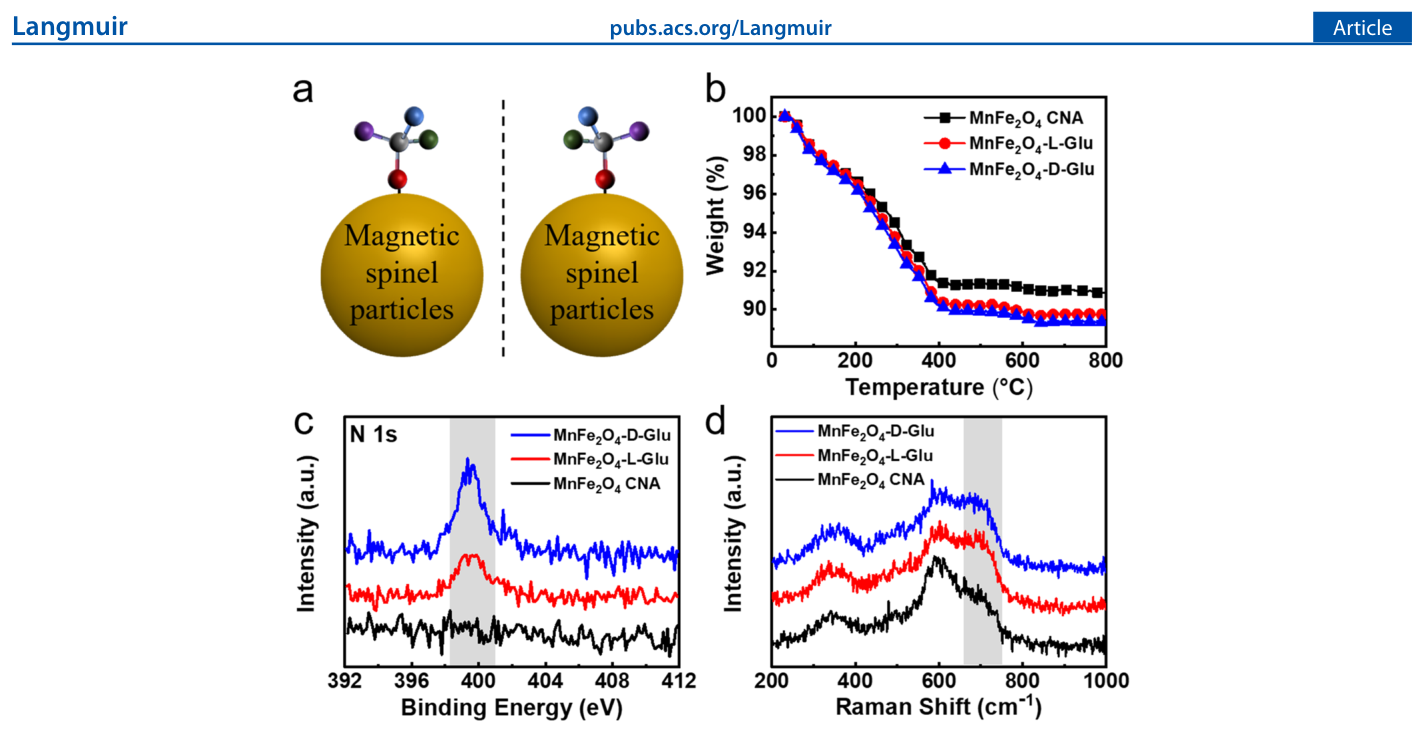 Langmuir
pubs.acs.org/Langmuir
Article
a
Magnetic
spinel
particles
Magnetic
spinel
particles
b
100
98
96
94
92
90
Weight (%)
MnFe₂O₄ CNA
MnFe₂O₄-L-Glu
MnFe₂O₄-D-Glu
0
200
400
600
800
Temperature (°C)
c
N 1s
MnFe₂O₄-D-Glu
MnFe₂O₄-L-Glu
MnFe₂O₄ CNA
Intensity (a.u.)
392
396
400
404
408
412
Binding Energy (eV)
d
MnFe₂O₄-D-Glu
MnFe₂O₄-L-Glu
MnFe₂O₄ CNA
Intensity (a.u.)
200
400
600
800
1000
Raman Shift (cm⁻¹)